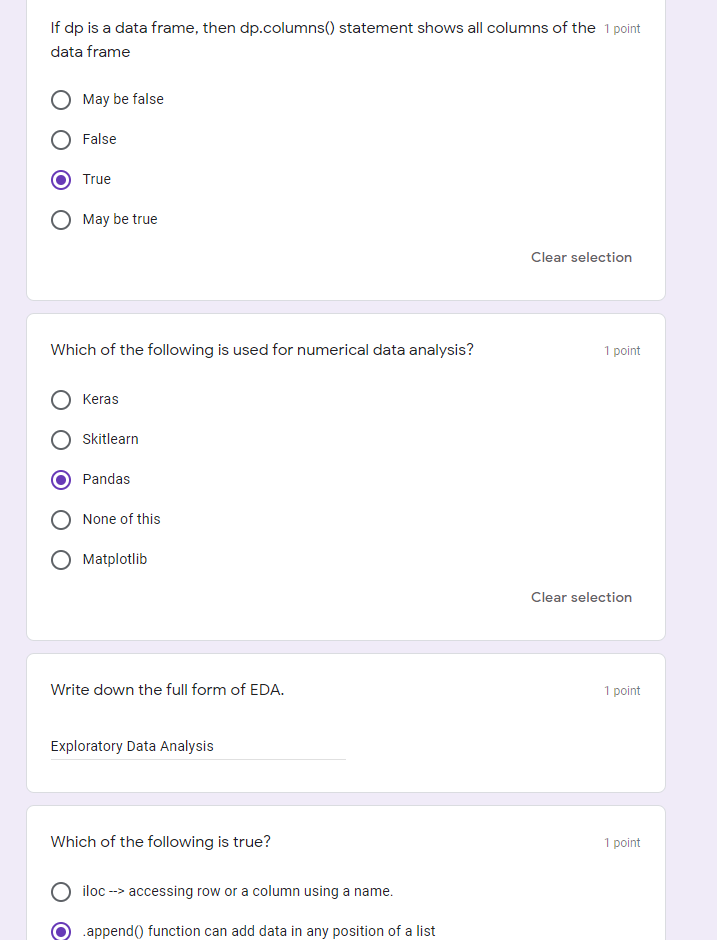 If dp is a data frame, then dp.columns() statement shows all columns of the 1 point
data frame
May be false
False
True
May be true
Clear selection
Which of the following is used for numerical data analysis? 1 point
Keras
Skitlearn
Pandas
None of this
Matplotlib
Clear selection
Write down the full form of EDA. 1 point
Exploratory Data Analysis
Which of the following is true? 1 point
iloc --> accessing row or a column using a name.
.append() function can add data in any position of a list